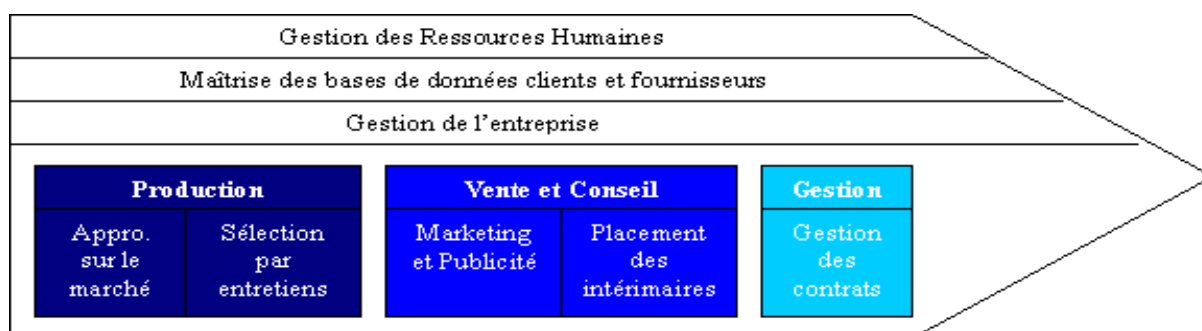 Gestion des Ressources Humaines
Maîtrise des bases de données clients et fournisseurs
Gestion de l'entreprise
Production
Appro.
sur le
marché
Sélection
par
entretiens
Vente et Conseil
Marketing
et Publicité
Placement
des
intérimaires
Gestion
Gestion
des
contrats